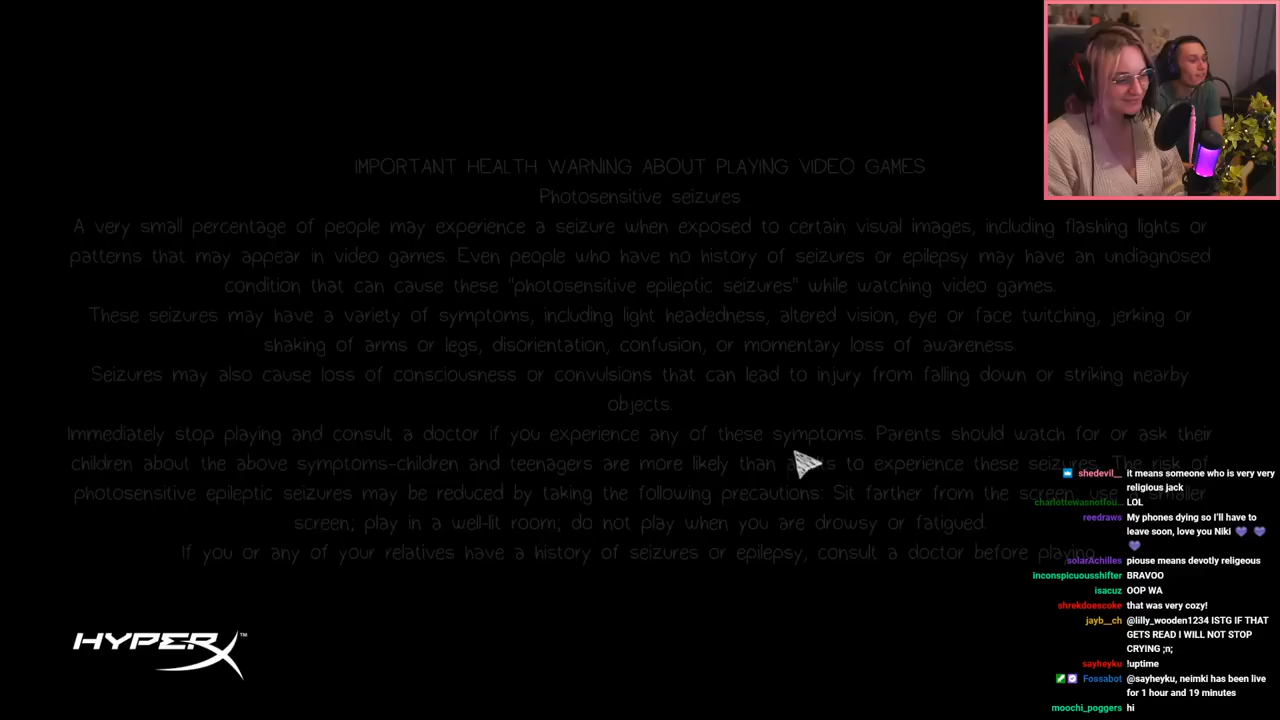 IMPORTANT HEALTH WARNING ABOUT PLAYING VIDEO GAMES
Photosensitive seizures
A very small percentage of people may experience a seizure when exposed to certain visual images, including flashing lights or
patterns that may appear in video games. Even people who have no history of seizures or epilepsy may have an undiagnosed
condition that can cause these "photosensitive epileptic seizures" while watching video games.
These seizures may have a variety of symptoms, including light headedness, altered vision, eye or face twitching, jerking or
shaking of arms or legs, disorientation, confusion, or momentary loss of awareness.
Seizures may also cause loss of consciousness or convulsions that can lead to injury from falling down or striking nearby
objects.
Immediately stop playing and consult a doctor if you experience any of these symptoms. Parents should watch for or ask their
children about the above symptoms-children and teenagers are more likely than to experience these seizures. The risk of
photosensitive epileptic seizures may be reduced by taking the following precautions: Sit farther from the screen, use a smaller
screen; play in a well-lit room; do not play when you are drowsy or fatigued.
If you or any of your relatives have a history of seizures or epilepsy, consult a doctor before playing.
HYPERX™
shedevil__ it means someone who is very very
religious jack
charlottewasnotfou... LOL
reedraws My phones dying so I'll have to
leave soon, love you Niki 💜 💜
💜
solarAchilles piouse means devotly religeous
inconspicuousshifter BRAVOO
isacuz OOP WA
shrekdoescoke that was very cozy!
jayb__ch @lilly_wooden1234 ISTG IF THAT
GETS READ I WILL NOT STOP
CRYING ;n;
sayheyku !uptime
Fossabot @sayheyku, neimki has been live
for 1 hour and 19 minutes
moochi_poggers hi